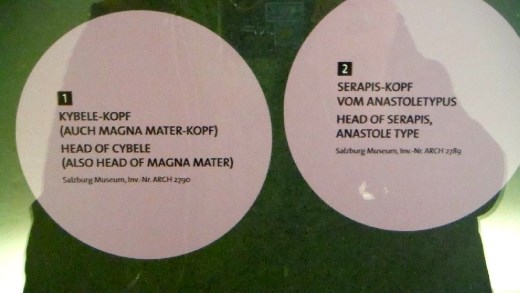 1
KYBELE-KOPF
(AUCH MAGNA MATER-KOPF)
HEAD OF CYBELE
(ALSO HEAD OF MAGNA MATER)
Salzburg Museum, Inv.-Nr. ARCH 2790
2
SERAPIS-KOPF
VOM ANASTOLETYPUS
HEAD OF SERAPIS,
ANASTOLE TYPE
Salzburg Museum, Inv.-Nr. ARCH 2789